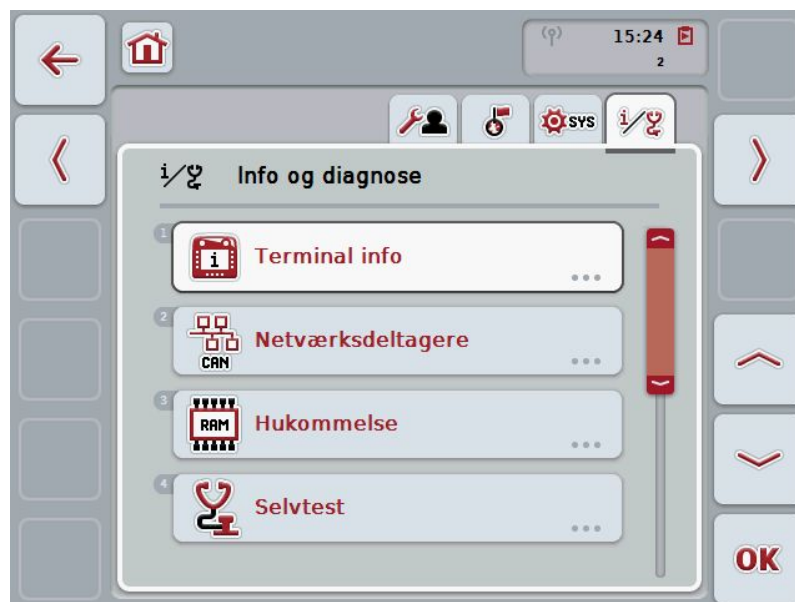 15:24
2
SYS
i
Info og diagnose
1
Terminal info
2
CAN
Netværksdeltagere
3
RAM
Hukommelse
4
Selvtest
OK